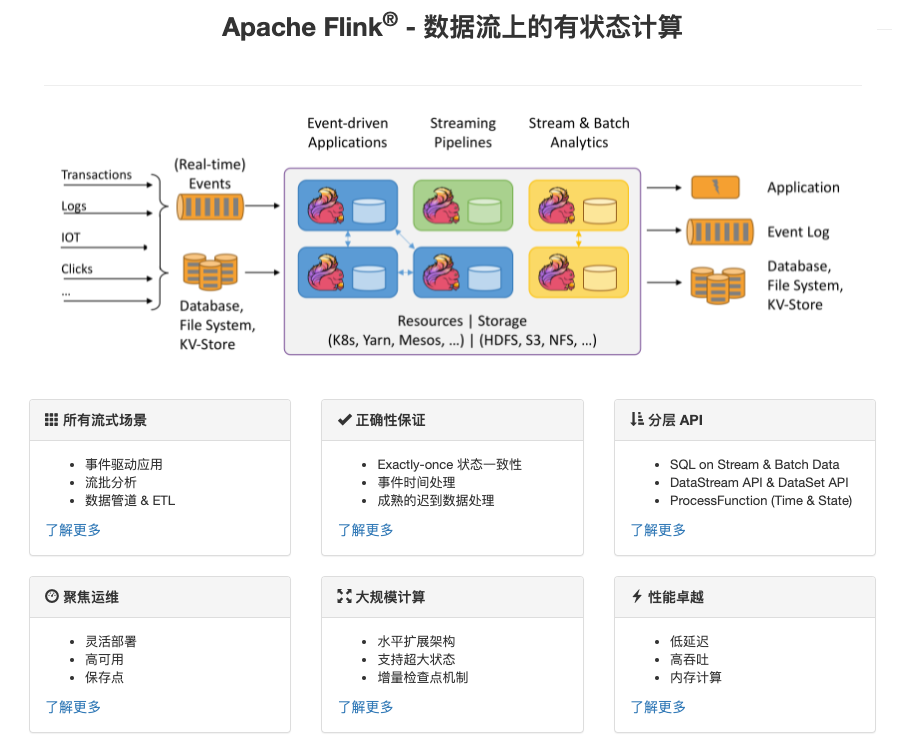 Apache Flink® - 数据流上的有状态计算
Event-driven Applications
Streaming Pipelines
Stream & Batch Analytics
Transactions
Logs
IOT
Clicks
...
(Real-time) Events
Database,
File System,
KV-Store
Resources | Storage
(K8s, Yarn, Mesos, ...) | (HDFS, S3, NFS, ...)
Application
Event Log
Database,
File System,
KV-Store
所有流式场景
事件驱动应用
流批分析
数据管道 & ETL
了解更多
正确性保证
Exactly-once 状态一致性
事件时间处理
成熟的迟到数据处理
了解更多
分层 API
SQL on Stream & Batch Data
DataStream API & DataSet API
ProcessFunction (Time & State)
了解更多
聚焦运维
灵活部署
高可用
保存点
了解更多
大规模计算
水平扩展架构
支持超大状态
增量检查点机制
了解更多
性能卓越
低延迟
高吞吐
内存计算
了解更多